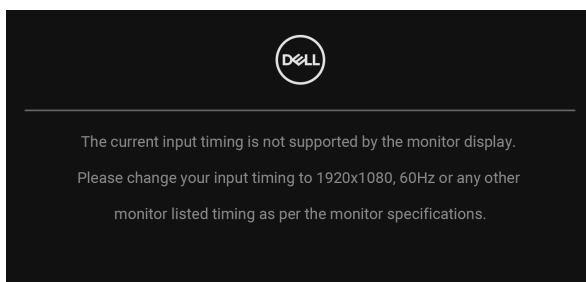 DELL
The current input timing is not supported by the monitor display.
Please change your input timing to 1920x1080, 60Hz or any other
monitor listed timing as per the monitor specifications.